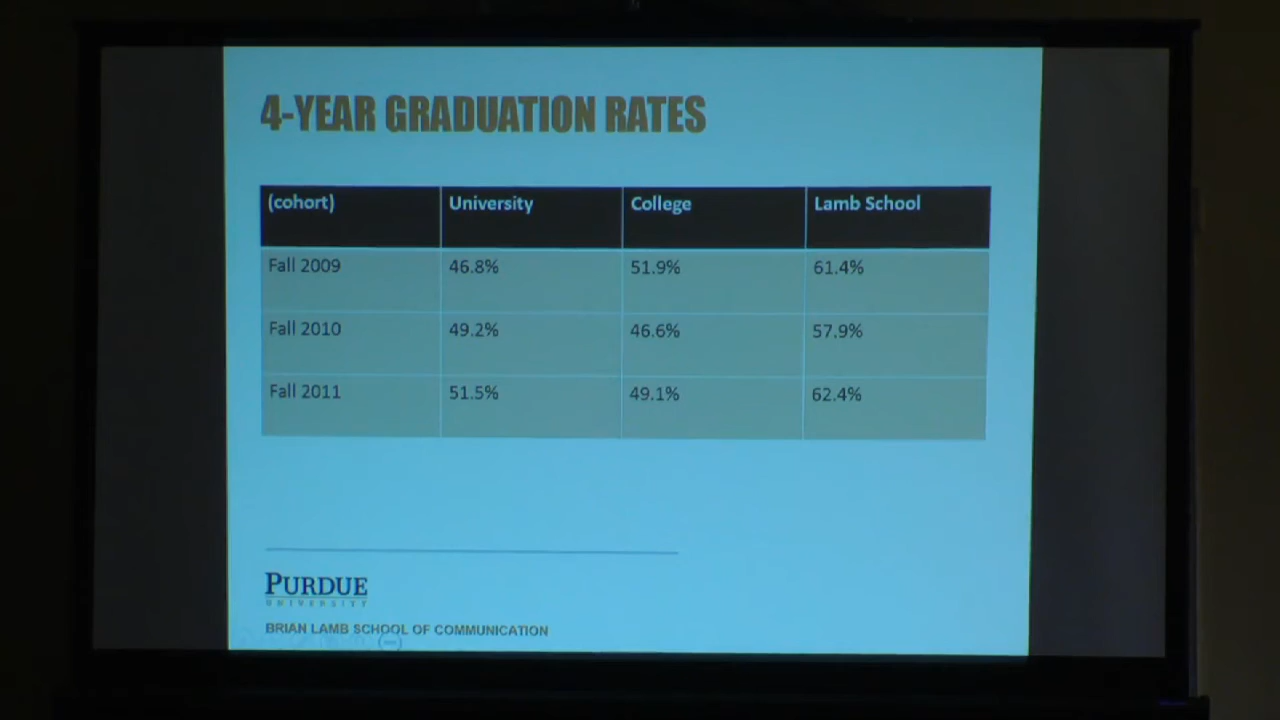 4-YEAR GRADUATION RATES
(cohort) University College Lamb School
Fall 2009 46.8% 51.9% 61.4%
Fall 2010 49.2% 46.6% 57.9%
Fall 2011 51.5% 49.1% 62.4%
PURDUE
UNIVERSITY
BRIAN LAMB SCHOOL OF COMMUNICATION